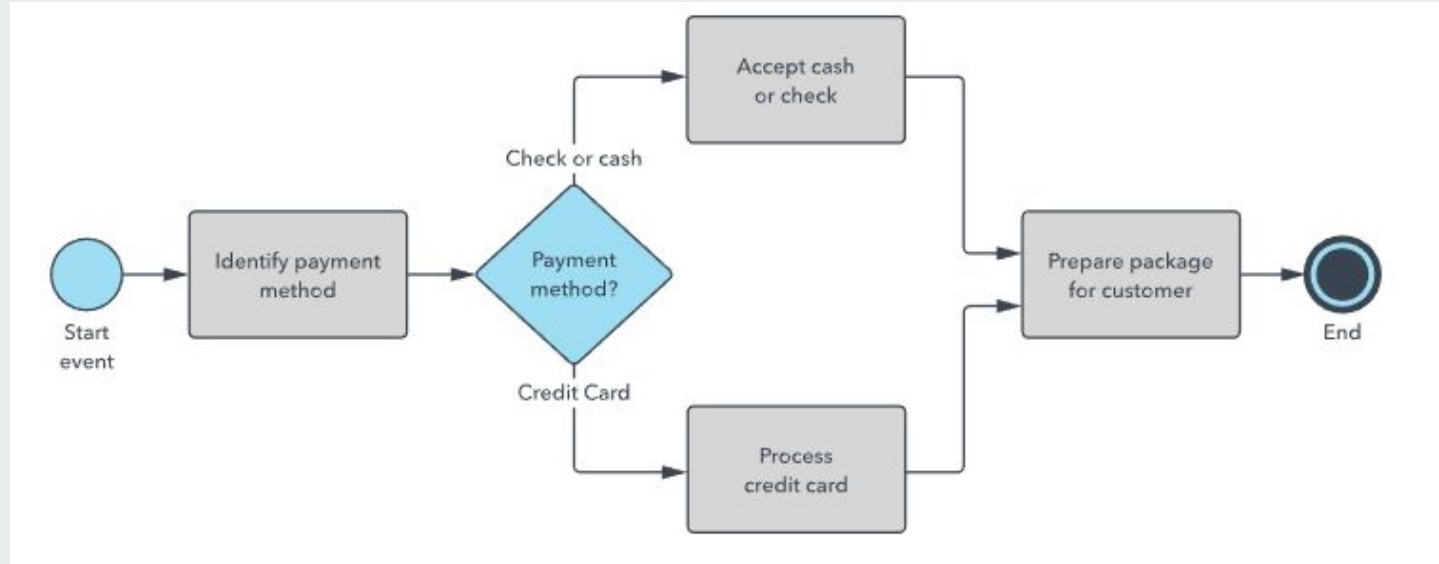 Start
event
Identify payment
method
Payment
method?
Check or cash
Accept cash
or check
Credit Card
Process
credit card
Prepare package
for customer
End